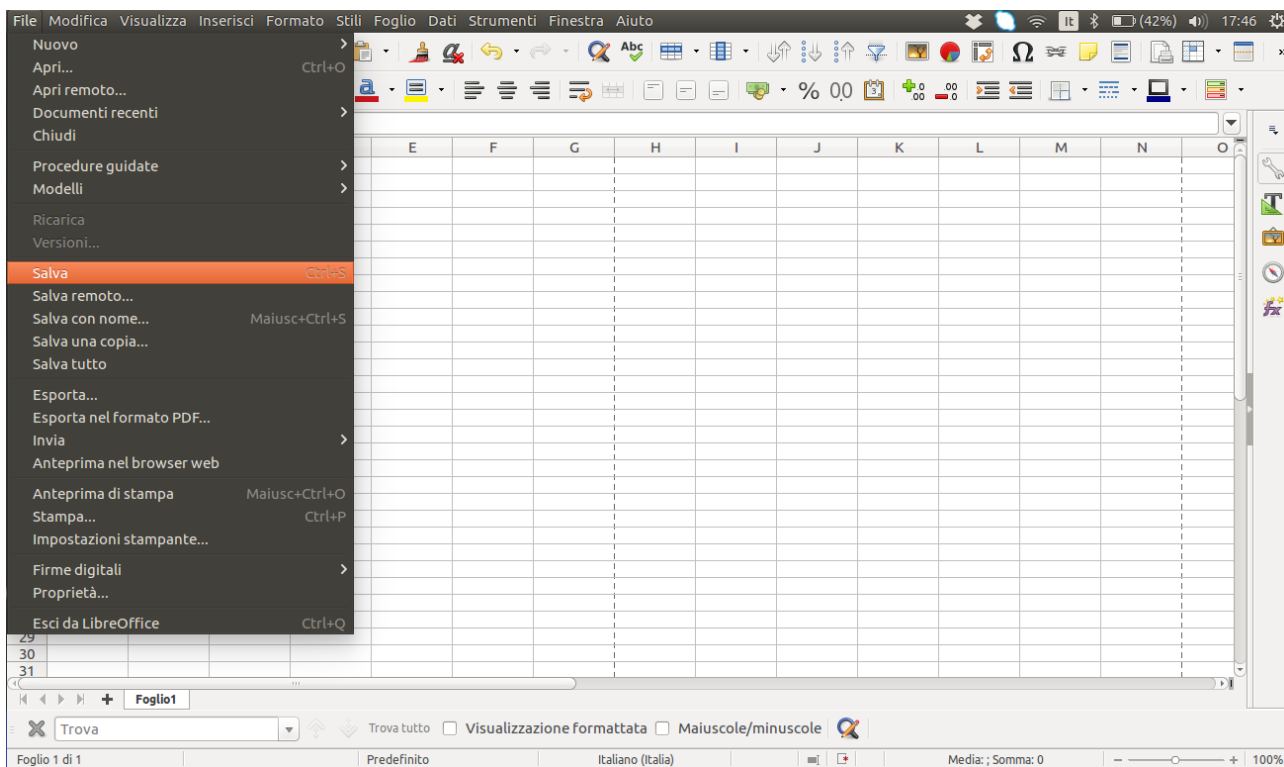 File Modifica Visualizza Inserisci Formato Stili Foglio Dati Strumenti Finestra Aiuto It (42%) 17:46
Nuovo
Apri... Ctrl+O
Apri remoto...
Documenti recenti
Chiudi
Procedure guidate
Modelli
Ricarica
Versioni...
Salva Ctrl+S
Salva remoto...
Salva con nome... Maiusc+Ctrl+S
Salva una copia...
Salva tutto
Esporta...
Esporta nel formato PDF...
Invia
Anteprima nel browser web
Anteprima di stampa Maiusc+Ctrl+O
Stampa... Ctrl+P
Impostazioni stampante...
Firme digitali
Proprietà...
Esci da LibreOffice Ctrl+Q
Abc Ω
a % 0,0
E F G H I J K L M N O
29
30
31
Foglio1
Trova Trova tutto Visualizzazione formattata Maiuscole/minuscole
Foglio 1 di 1 Predefinito Italiano (Italia) Media: ; Somma: 0 100%